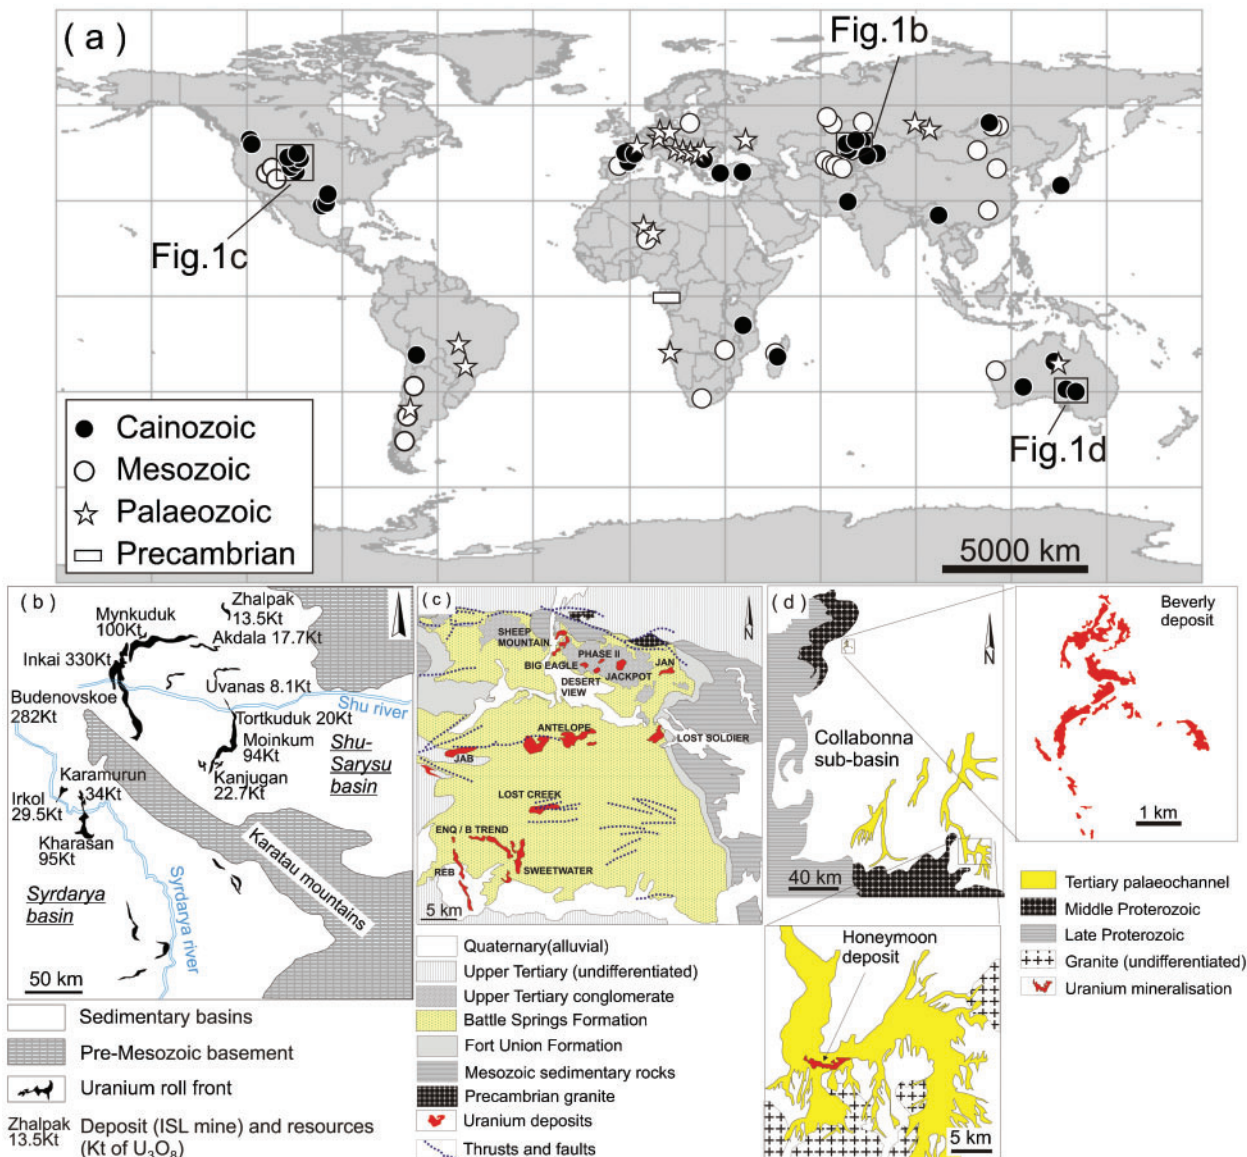 ( a )
Fig.1b
Fig.1c
Fig.1d
Cainozoic
Mesozoic
Palaeozoic
Precambrian
5000 km
( b )
Zhalpak
13.5Kt
Mynkuduk
100Kt
Akdala 17.7Kt
Inkai 330Kt
Uvanas 8.1Kt
Budenovskoe
282Kt
Shu river
Tortkuduk 20Kt
Moinkum
94Kt
Shu-
Sarysu
basin
Kanjugan
22.7Kt
Karamurun
34Kt
Irkol
29.5Kt
Kharasan
95Kt
Karatau mountains
Syrdarya
basin
Syrdarya river
50 km
Sedimentary basins
Pre-Mesozoic basement
Uranium roll front
Zhalpak
13.5Kt
Deposit (ISL mine) and resources
(Kt of U₃O₈)
( c )
N
SHEEP
MOUNTAIN
PHASE II
BIG EAGLE
JAN
JACKPOT
DESERT
VIEW
ANTELOPE
LOST SOLDIER
JAB
LOST CREEK
ENQ / B TREND
REB
SWEETWATER
5 km
Quaternary(alluvial)
Upper Tertiary (undifferentiated)
Upper Tertiary conglomerate
Battle Springs Formation
Fort Union Formation
Mesozoic sedimentary rocks
Precambrian granite
Uranium deposits
Thrusts and faults
( d )
N
Collabonna
sub-basin
40 km
Beverly
deposit
1 km
Honeymoon
deposit
5 km
Tertiary palaeochannel
Middle Proterozoic
Late Proterozoic
Granite (undifferentiated)
Uranium mineralisation